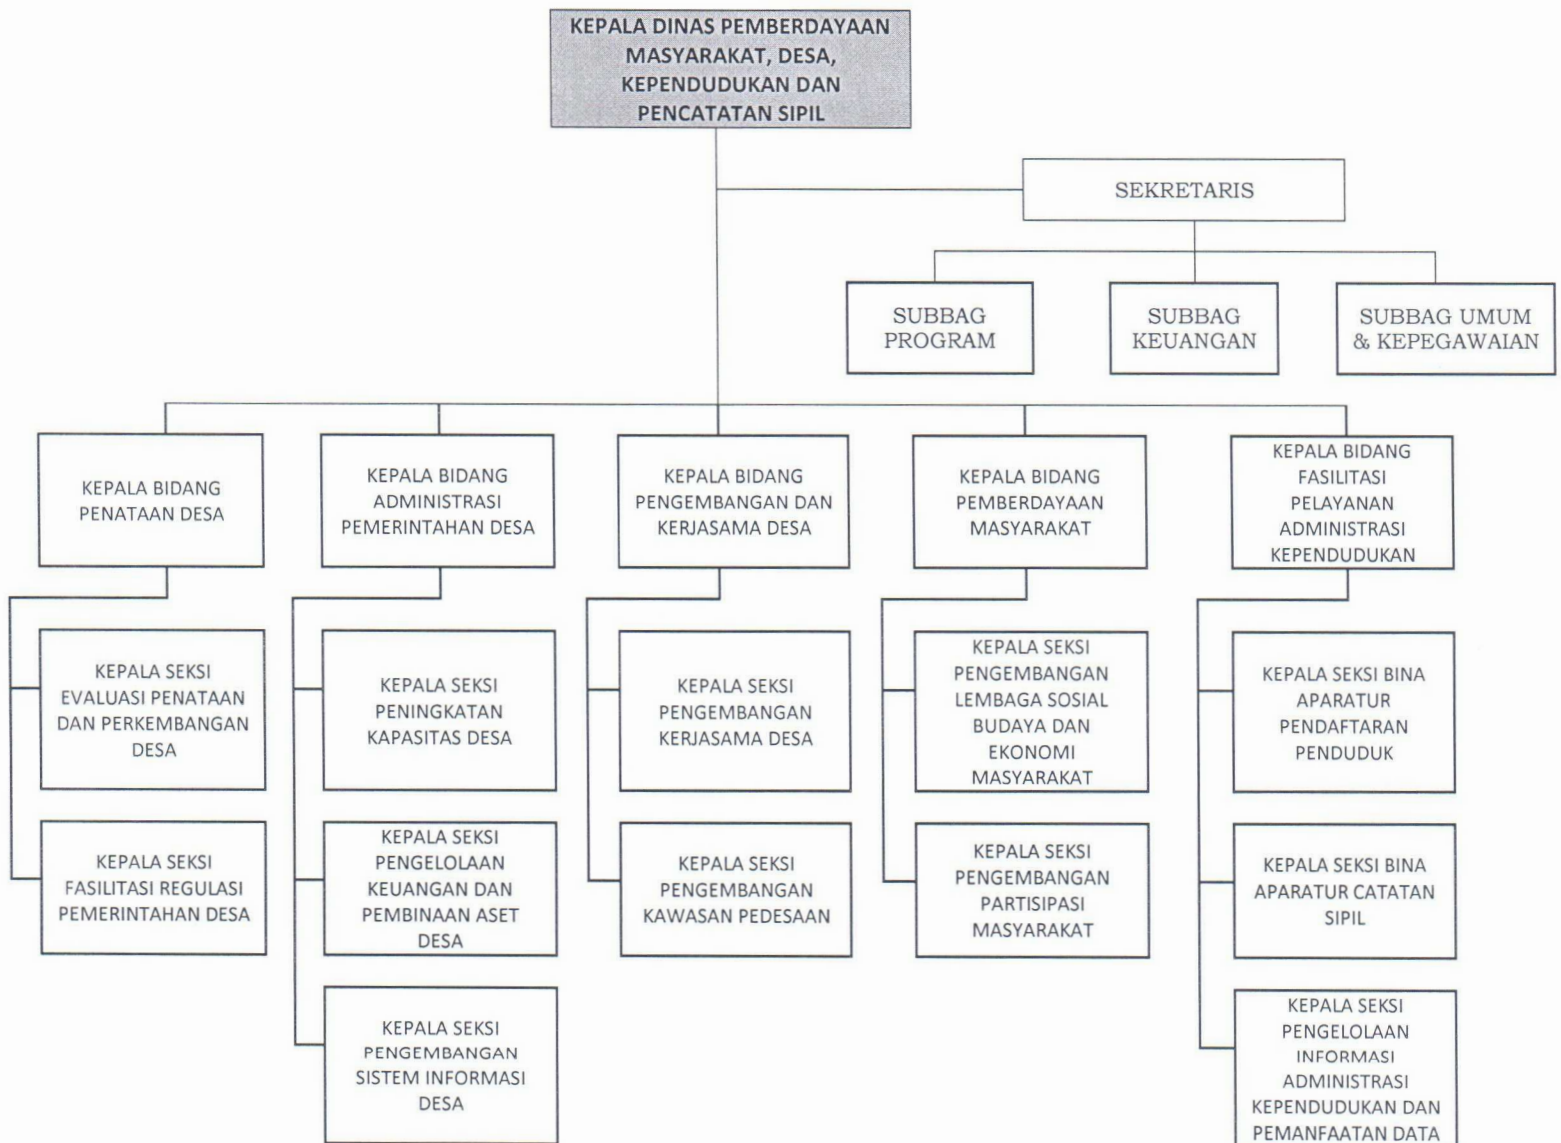 KEPALA DINAS PEMBERDAYAAN
MASYARAKAT, DESA,
KEPENDUDUKAN DAN
PENCATATAN SIPIL
SEKRETARIS
SUBBAG
PROGRAM
SUBBAG
KEUANGAN
SUBBAG UMUM
& KEPEGAWAIAN
KEPALA BIDANG
PENATAAN DESA
KEPALA BIDANG
ADMINISTRASI
PEMERINTAHAN DESA
KEPALA BIDANG
PENGEMBANGAN DAN
KERJASAMA DESA
KEPALA BIDANG
PEMBERDAYAAN
MASYARAKAT
KEPALA BIDANG
FASILITASI
PELAYANAN
ADMINISTRASI
KEPENDUDUKAN
KEPALA SEKSI
EVALUASI PENATAAN
DAN PERKEMBANGAN
DESA
KEPALA SEKSI
PENINGKATAN
KAPASITAS DESA
KEPALA SEKSI
PENGEMBANGAN
KERJASAMA DESA
KEPALA SEKSI
PENGEMBANGAN
LEMBAGA SOSIAL
BUDAYA DAN
EKONOMI
MASYARAKAT
KEPALA SEKSI BINA
APARATUR
PENDAFTARAN
PENDUDUK
KEPALA SEKSI
FASILITASI REGULASI
PEMERINTAHAN DESA
KEPALA SEKSI
PENGELOLAAN
KEUANGAN DAN
PEMBINAAN ASET
DESA
KEPALA SEKSI
PENGEMBANGAN
KAWASAN PEDESAAN
KEPALA SEKSI
PENGEMBANGAN
PARTISIPASI
MASYARAKAT
KEPALA SEKSI BINA
APARATUR CATATAN
SIPIL
KEPALA SEKSI
PENGEMBANGAN
SISTEM INFORMASI
DESA
KEPALA SEKSI
PENGELOLAAN
INFORMASI
ADMINISTRASI
KEPENDUDUKAN DAN
PEMANFAATAN DATA